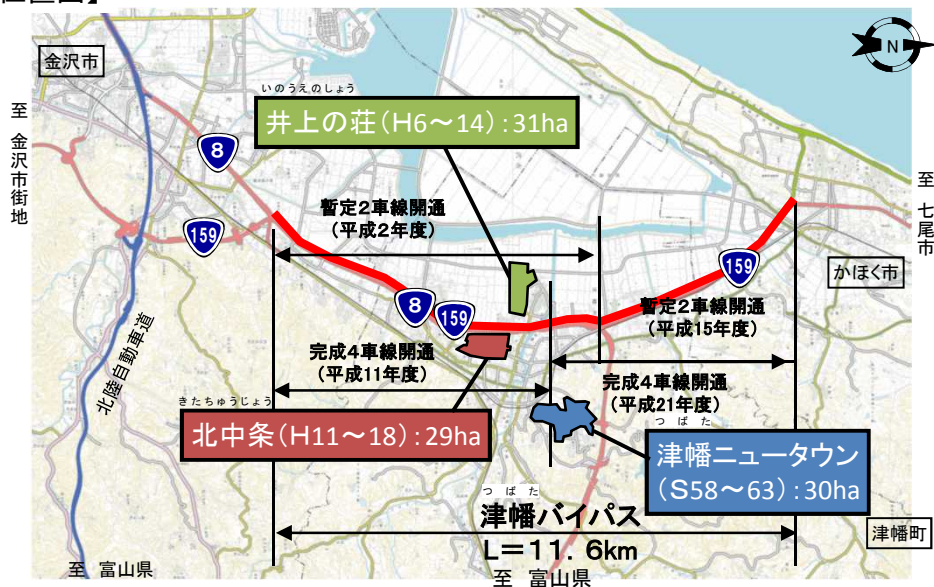 金沢市
N
至 金沢市街地
8
159
いのうえのしょう
井上の荘（H6～14）：31ha
至 七尾市
暫定2車線開通
（平成2年度）
159
かほく市
8
159
暫定2車線開通
（平成15年度）
北陸自動車道
完成4車線開通
（平成11年度）
完成4車線開通
（平成21年度）
きたちゅうじょう
北中条（H11～18）：29ha
つばた
津幡ニュータウン
（S58～63）：30ha
つばた
津幡バイパス
L＝11．6km
津幡町
至 富山県
至 富山県